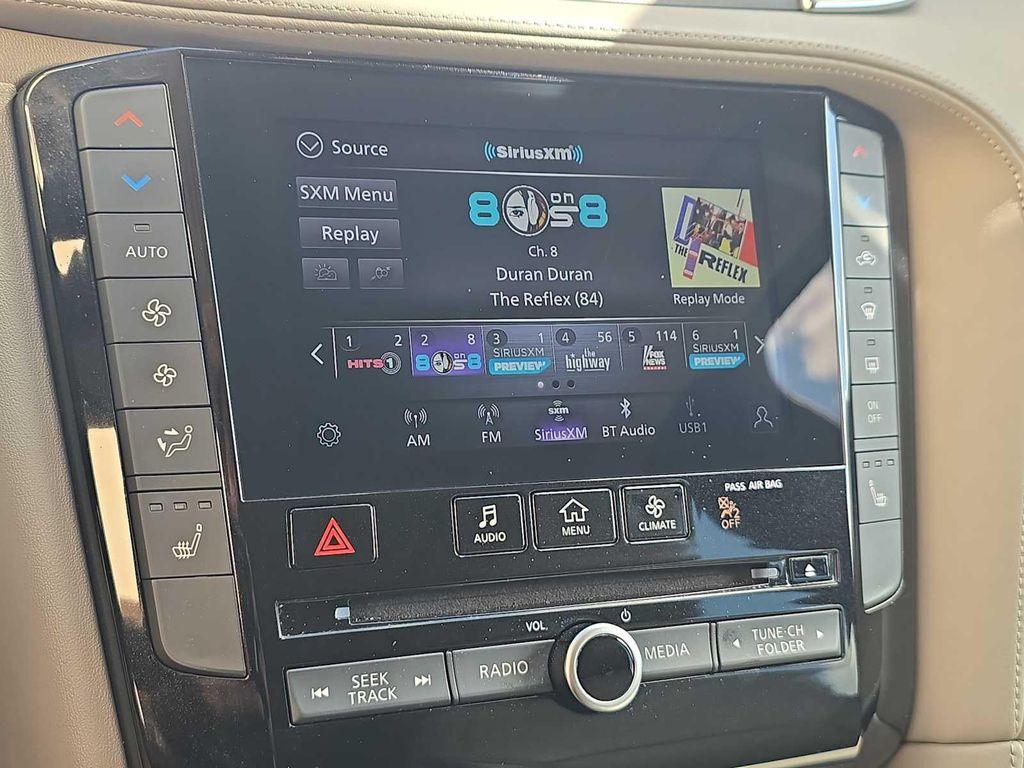 Source
SiriusXM
SXM Menu
Replay
80s on 8
Ch. 8
Duran Duran
The Reflex (84)
THE REFLEX
Replay Mode
1 2
HITS 1
2 8
80s on 8
3 1
SIRIUSXM
PREVIEW
4 56
the highway
5 114
FOX NEWS channel
6 1
SIRIUSXM
PREVIEW
AM
FM
sxm
SiriusXM
BT Audio
USB1
AUTO
ON
OFF
AUDIO
MENU
CLIMATE
PASS AIR BAG
2
OFF
VOL
SEEK
TRACK
RADIO
MEDIA
TUNE·CH
FOLDER